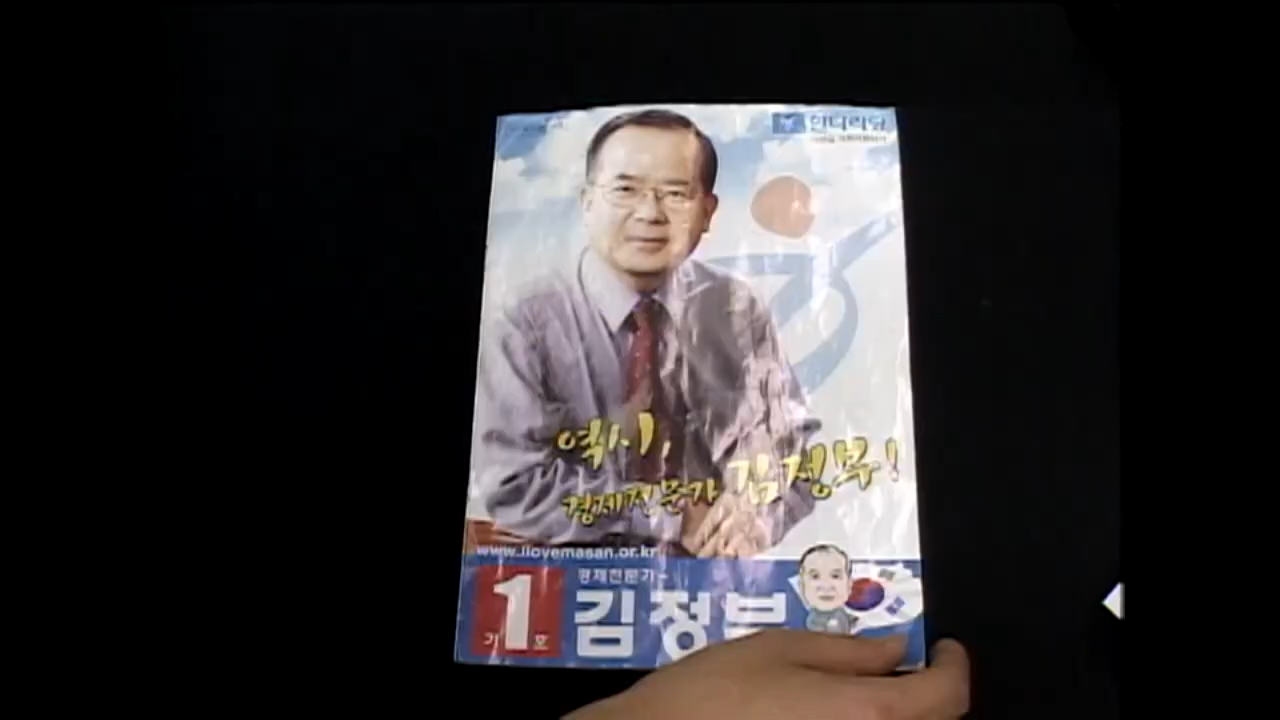 한나라당
역시,
경제전문가 김정부!
www.ilovemasan.or.kr
경제전문가~
기 1 호
김정부